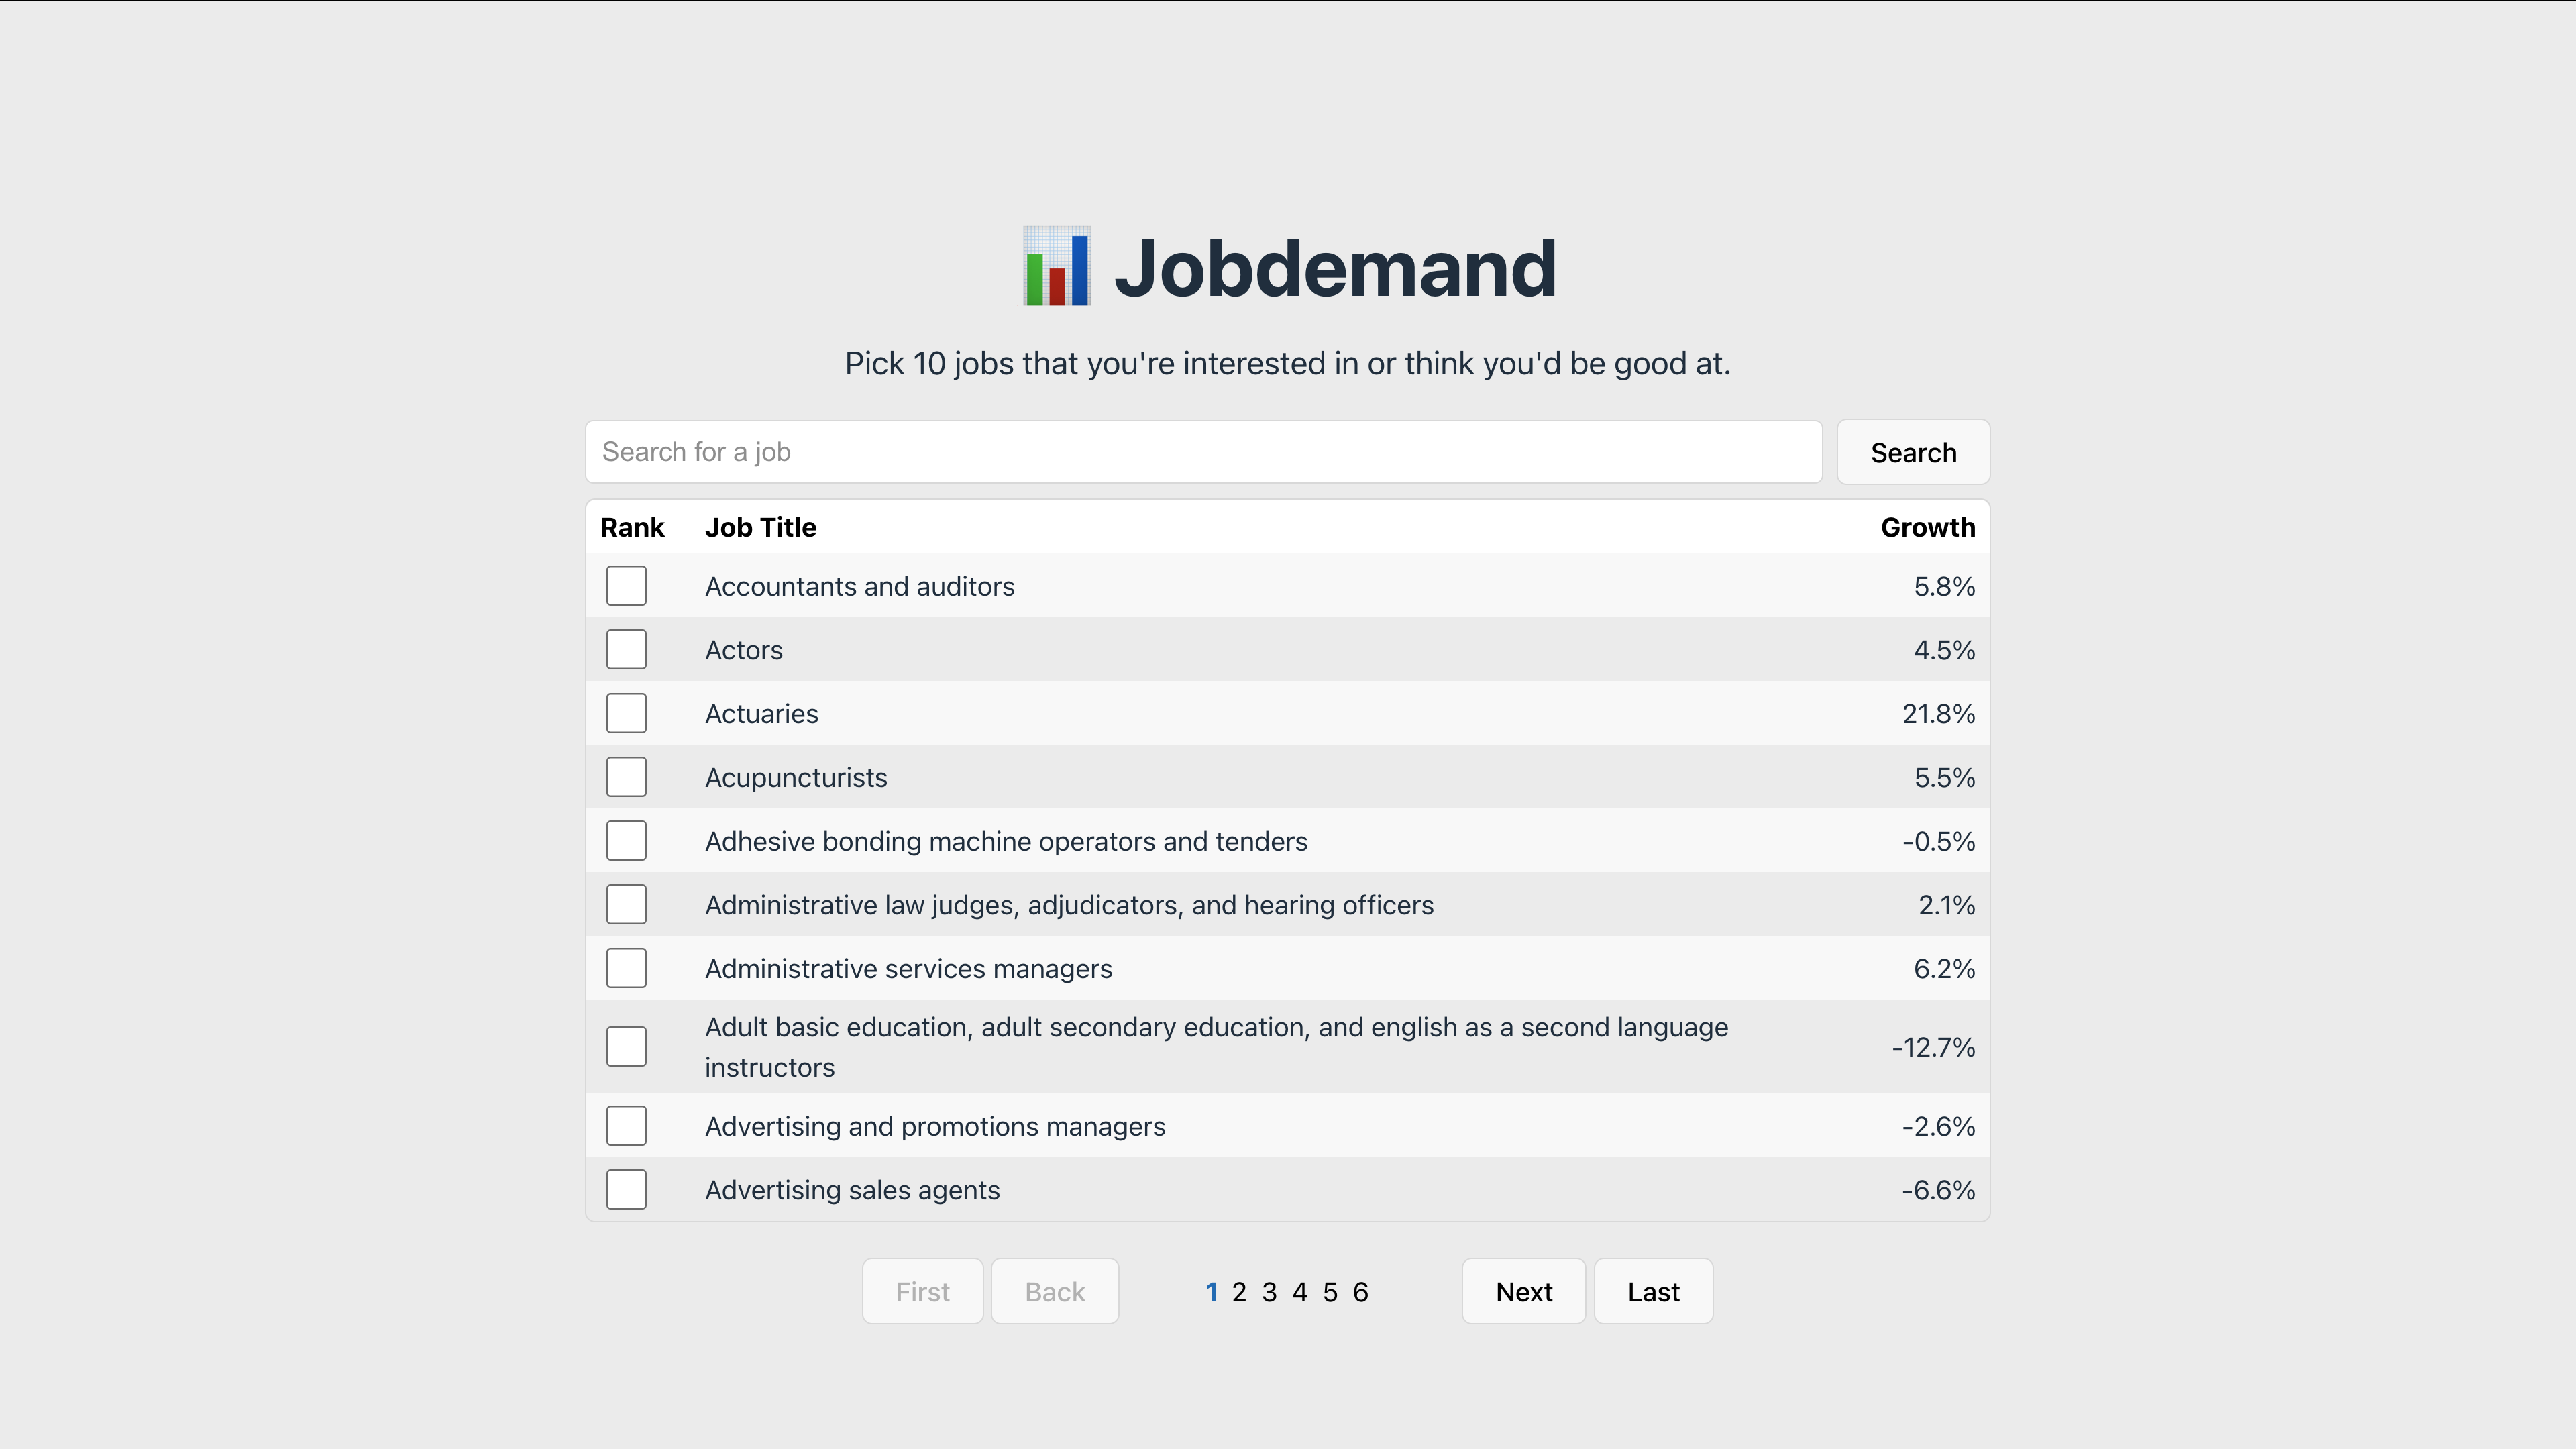 Jobdemand
Pick 10 jobs that you're interested in or think you'd be good at.
Search for a job Search
Rank Job Title Growth
Accountants and auditors 5.8%
Actors 4.5%
Actuaries 21.8%
Acupuncturists 5.5%
Adhesive bonding machine operators and tenders -0.5%
Administrative law judges, adjudicators, and hearing officers 2.1%
Administrative services managers 6.2%
Adult basic education, adult secondary education, and english as a second language
instructors -12.7%
Advertising and promotions managers -2.6%
Advertising sales agents -6.6%
First Back 1 2 3 4 5 6 Next Last